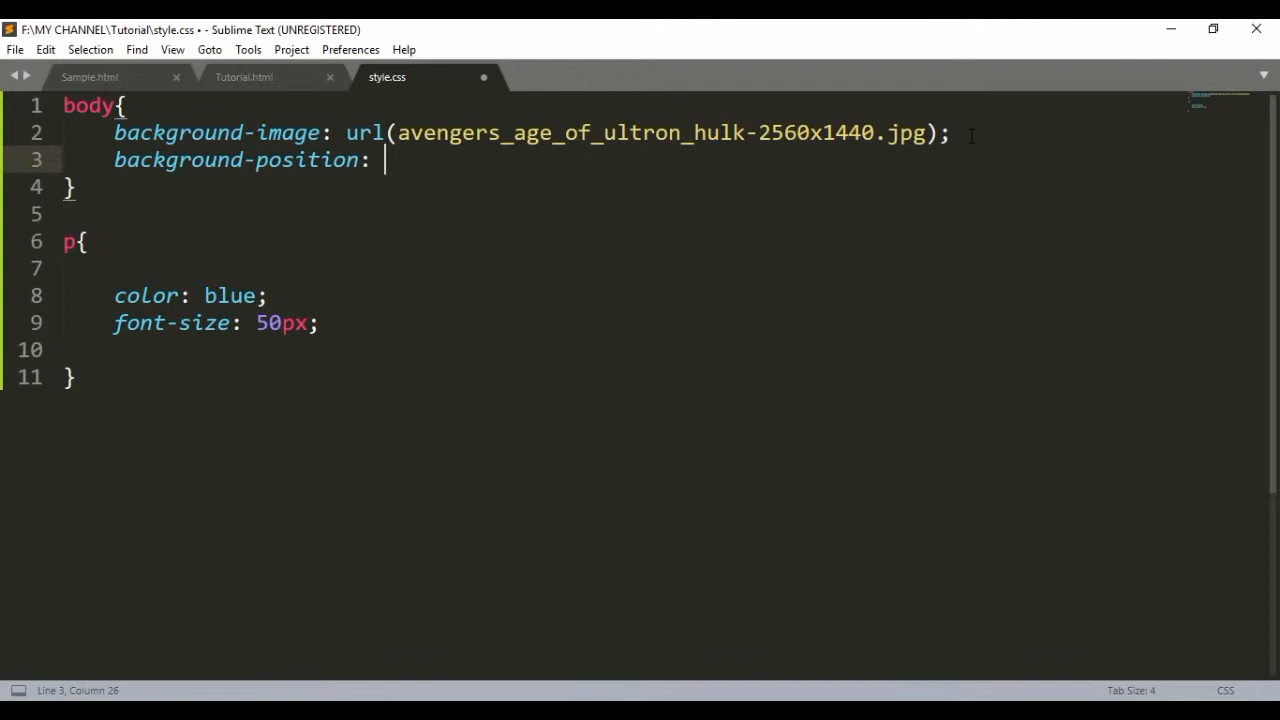 F:\MY CHANNEL\Tutorial\style.css • - Sublime Text (UNREGISTERED)
File Edit Selection Find View Goto Tools Project Preferences Help
Sample.html × Tutorial.html × style.css
1 body{
2 background-image: url(avengers_age_of_ultron_hulk-2560x1440.jpg);
3 background-position:
4 }
5
6 p{
7
8 color: blue;
9 font-size: 50px;
10
11 }
Line 3, Column 26 Tab Size: 4 CSS